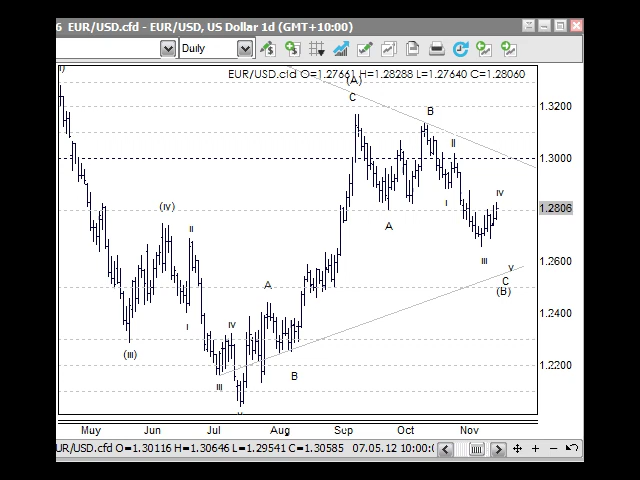 6 EUR/USD.cfd - EUR/USD, US Dollar 1d (GMT+10:00)
Daily
EUR/USD.cfd O=1.27661 H=1.28288 L=1.27640 C=1.28060
(A)
C
1.3200
B
II
1.3000
(iv)
IV
I
1.2806
II
A
III
1.2600
V
A
C
(B)
1.2400
I
IV
(III)
B
1.2200
III
May Jun Jul Aug Sep Oct Nov
EUR/USD.cfd O=1.30116 H=1.30646 L=1.29541 C=1.30585 07.05.12 10:00:0